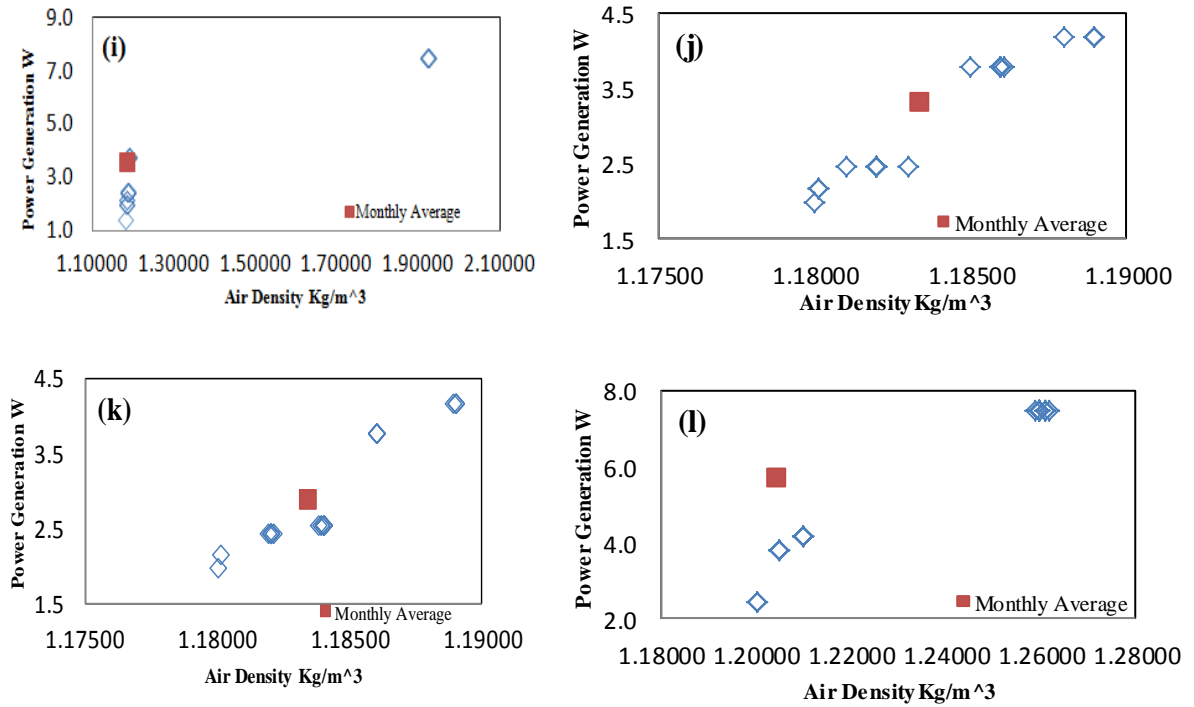 9.0
(i)
7.0
5.0
3.0
1.0
Power Generation W
Monthly Average
1.10000 1.30000 1.50000 1.70000 1.90000 2.10000
Air Density Kg/m^3
4.5
(j)
3.5
2.5
1.5
Power Generation W
Monthly Average
1.17500 1.18000 1.18500 1.19000
Air Density Kg/m^3
4.5
(k)
3.5
2.5
1.5
Power Generation W
Monthly Average
1.17500 1.18000 1.18500 1.19000
Air Density Kg/m^3
8.0
(l)
6.0
4.0
2.0
Power Generation W
Monthly Average
1.18000 1.20000 1.22000 1.24000 1.26000 1.28000
Air Density Kg/m^3